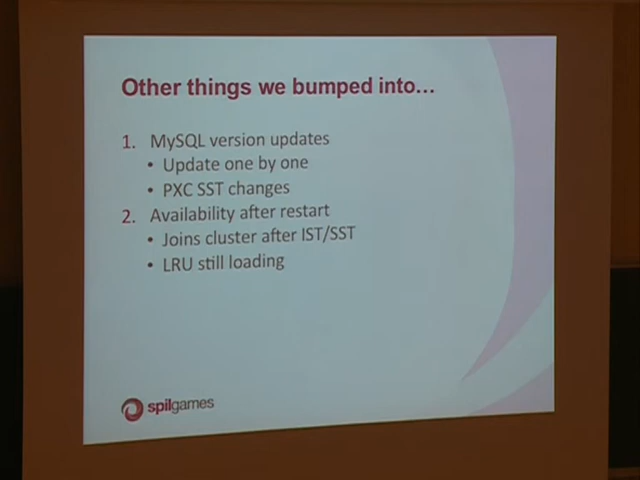 Other things we bumped into...
1. MySQL version updates
• Update one by one
• PXC SST changes
2. Availability after restart
• Joins cluster after IST/SST
• LRU still loading
spilgames